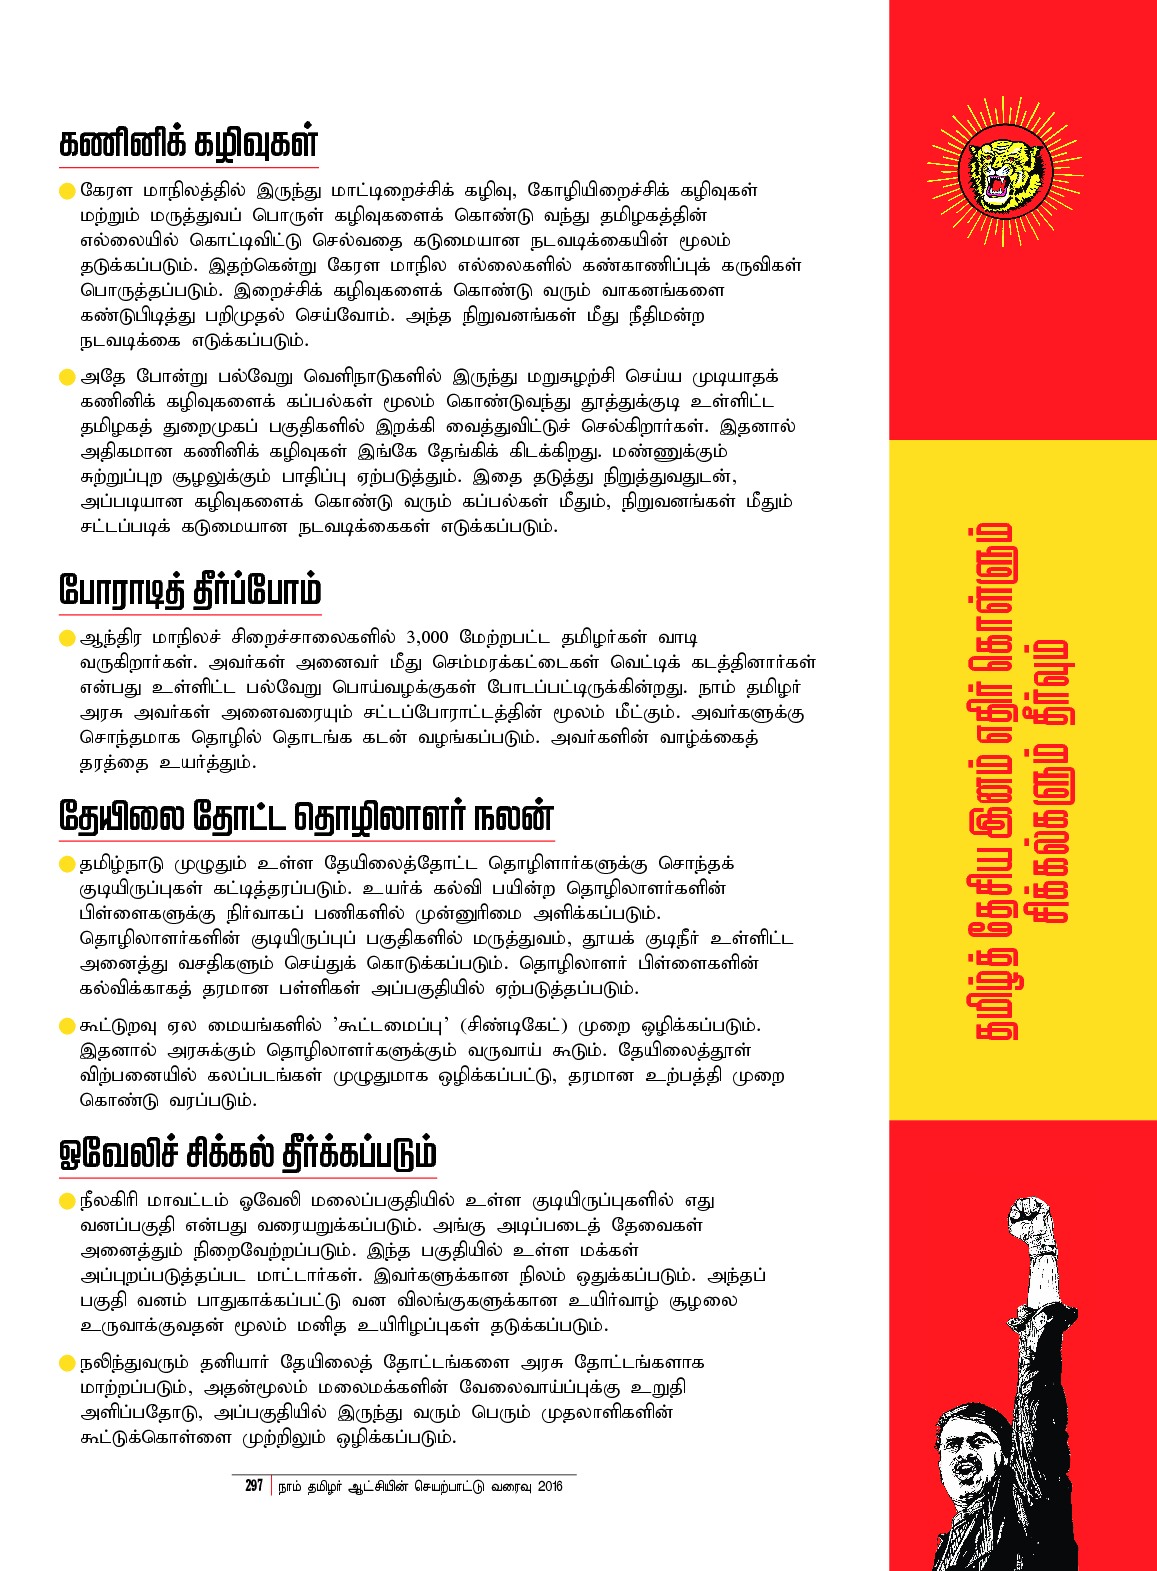 கணினிக் கழிவுகள்
கேரள மாநிலத்தில் இருந்து மாட்டிறைச்சிக் கழிவு, கோழியிறைச்சிக் கழிவுகள்
மற்றும் மருத்துவப் பொருள் கழிவுகளைக் கொண்டு வந்து தமிழகத்தின்
எல்லையில் கொட்டிவிட்டு செல்வதை கடுமையான நடவடிக்கையின் மூலம்
தடுக்கப்படும். இதற்கென்று கேரள மாநில எல்லைகளில் கண்காணிப்புக் கருவிகள்
பொருத்தப்படும். இறைச்சிக் கழிவுகளைக் கொண்டு வரும் வாகனங்களை
கண்டுபிடித்து பறிமுதல் செய்வோம். அந்த நிறுவனங்கள் மீது நீதிமன்ற
நடவடிக்கை எடுக்கப்படும்.
அதே போன்று பல்வேறு வெளிநாடுகளில் இருந்து மறுசுழற்சி செய்ய முடியாதக்
கணினிக் கழிவுகளைக் கப்பல்கள் மூலம் கொண்டுவந்து தூத்துக்குடி உள்ளிட்ட
தமிழகத் துறைமுகப் பகுதிகளில் இறக்கி வைத்துவிட்டுச் செல்கிறார்கள். இதனால்
அதிகமான கணினிக் கழிவுகள் இங்கே தேங்கிக் கிடக்கிறது. மண்ணுக்கும்
சுற்றுப்புற சூழலுக்கும் பாதிப்பு ஏற்படுத்தும். இதை தடுத்து நிறுத்துவதுடன்,
அப்படியான கழிவுகளைக் கொண்டு வரும் கப்பல்கள் மீதும், நிறுவனங்கள் மீதும்
சட்டப்படிக் கடுமையான நடவடிக்கைகள் எடுக்கப்படும்.
போராடித் தீர்ப்போம்
ஆந்திர மாநிலச் சிறைச்சாலைகளில் 3,000 மேற்றபட்ட தமிழர்கள் வாடி
வருகிறார்கள். அவர்கள் அனைவர் மீது செம்மரக்கட்டைகள் வெட்டிக் கடத்தினார்கள்
என்பது உள்ளிட்ட பல்வேறு பொய்வழக்குகள் போடப்பட்டிருக்கின்றது. நாம் தமிழர்
அரசு அவர்கள் அனைவரையும் சட்டப்போராட்டத்தின் மூலம் மீட்கும். அவர்களுக்கு
சொந்தமாக தொழில் தொடங்க கடன் வழங்கப்படும். அவர்களின் வாழ்க்கைத்
தரத்தை உயர்த்தும்.
தேயிலை தோட்ட தொழிலாளர் நலன்
தமிழ்நாடு முழுதும் உள்ள தேயிலைத்தோட்ட தொழிளார்களுக்கு சொந்தக்
குடியிருப்புகள் கட்டித்தரப்படும். உயர்க் கல்வி பயின்ற தொழிலாளர்களின்
பிள்ளைகளுக்கு நிர்வாகப் பணிகளில் முன்னுரிமை அளிக்கப்படும்.
தொழிலாளர்களின் குடியிருப்புப் பகுதிகளில் மருத்துவம், தூயக் குடிநீர் உள்ளிட்ட
அனைத்து வசதிகளும் செய்துக் கொடுக்கப்படும். தொழிலாளர் பிள்ளைகளின்
கல்விக்காகத் தரமான பள்ளிகள் அப்பகுதியில் ஏற்படுத்தப்படும்.
கூட்டுறவு ஏல மையங்களில் 'கூட்டமைப்பு' (சிண்டிகேட்) முறை ஒழிக்கப்படும்.
இதனால் அரசுக்கும் தொழிலாளர்களுக்கும் வருவாய் கூடும். தேயிலைத்தூள்
விற்பனையில் கலப்படங்கள் முழுதுமாக ஒழிக்கப்பட்டு, தரமான உற்பத்தி முறை
கொண்டு வரப்படும்.
ஓவேலிச் சிக்கல் தீர்க்கப்படும்
நீலகிரி மாவட்டம் ஓவேலி மலைப்பகுதியில் உள்ள குடியிருப்புகளில் எது
வனப்பகுதி என்பது வரையறுக்கப்படும். அங்கு அடிப்படைத் தேவைகள்
அனைத்தும் நிறைவேற்றப்படும். இந்த பகுதியில் உள்ள மக்கள்
அப்புறப்படுத்தப்பட மாட்டார்கள். இவர்களுக்கான நிலம் ஒதுக்கப்படும். அந்தப்
பகுதி வனம் பாதுகாக்கப்பட்டு வன விலங்குகளுக்கான உயிர்வாழ் சூழலை
உருவாக்குவதன் மூலம் மனித உயிரிழப்புகள் தடுக்கப்படும்.
நலிந்துவரும் தனியார் தேயிலைத் தோட்டங்களை அரசு தோட்டங்களாக
மாற்றப்படும், அதன்மூலம் மலைமக்களின் வேலைவாய்ப்புக்கு உறுதி
அளிப்பதோடு, அப்பகுதியில் இருந்து வரும் பெரும் முதலாளிகளின்
கூட்டுக்கொள்ளை முற்றிலும் ஒழிக்கப்படும்.
297 நாம் தமிழர் ஆட்சியின் செயற்பாட்டு வரைவு 2016
தமிழ்த் தேசிய இனம் எதிர் கொள்ளும்
சிக்கல்களும் தீர்வும்